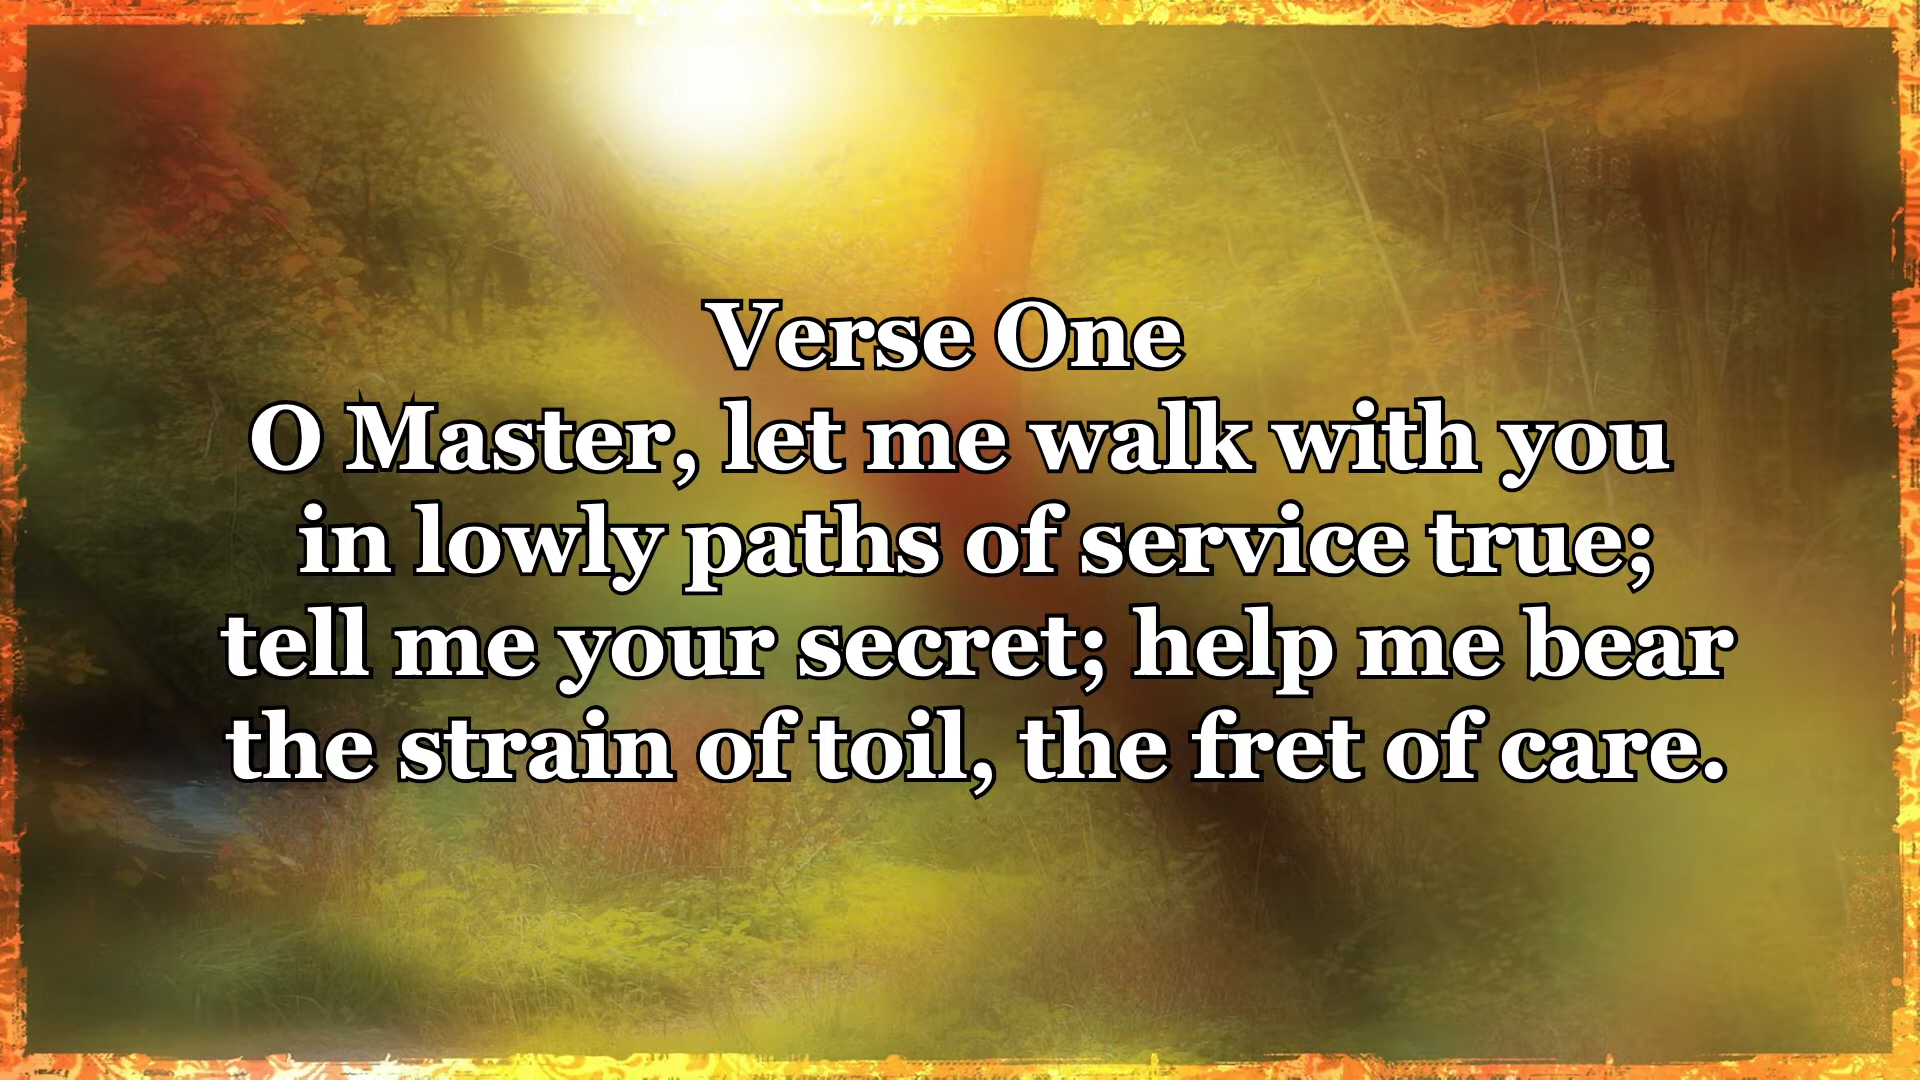 Verse One
O Master, let me walk with you
in lowly paths of service true;
tell me your secret; help me bear
the strain of toil, the fret of care.